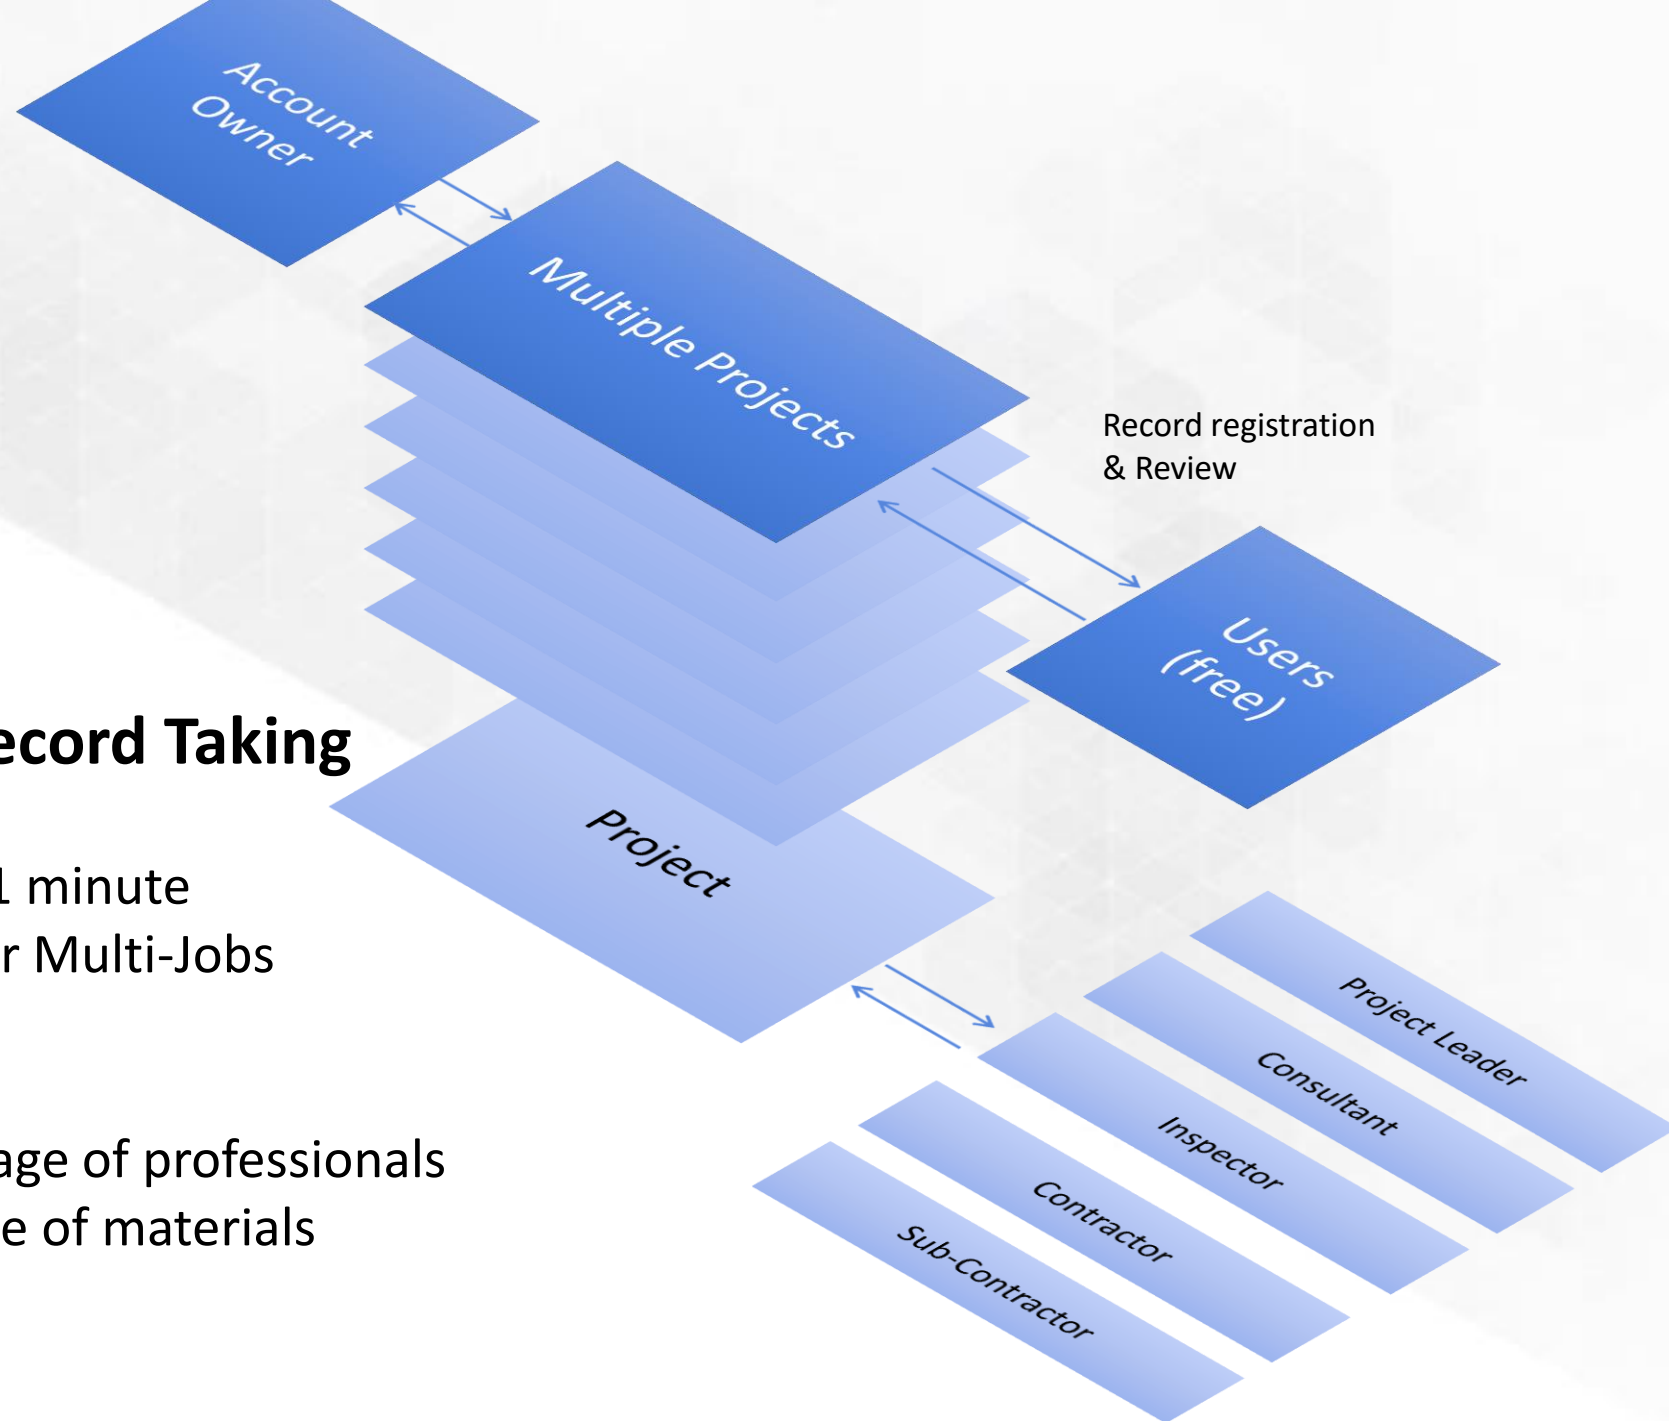 Account
Owner
Multiple Projects
Record registration
& Review
Users
(free)
ecord Taking
Project
1 minute
r Multi-Jobs
Project Leader
Consultant
Inspector
Contractor
Sub-Contractor
age of professionals
e of materials